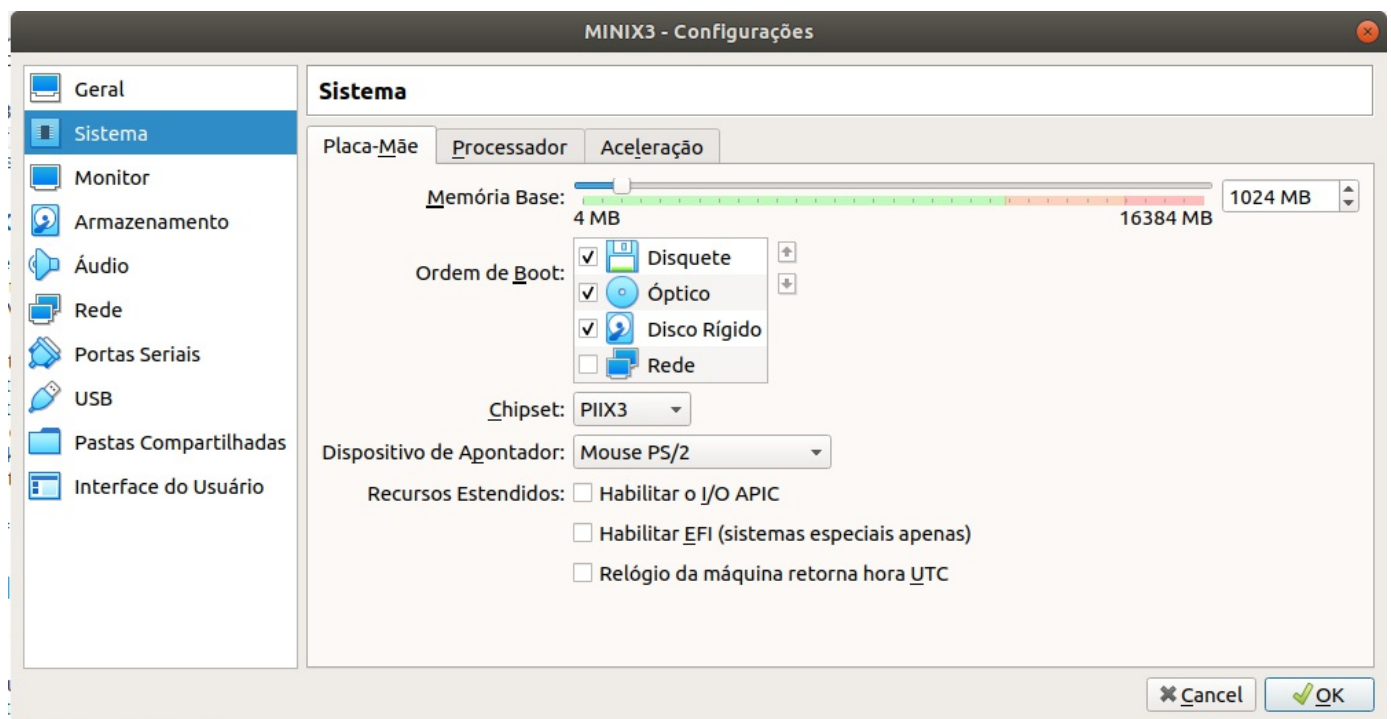 MINIX3 - Configurações
Geral
Sistema
Monitor
Armazenamento
Áudio
Rede
Portas Seriais
USB
Pastas Compartilhadas
Interface do Usuário
Sistema
Placa-Mãe Processador Aceleração
Memória Base: 1024 MB
4 MB 16384 MB
Ordem de Boot: Disquete
Óptico
Disco Rígido
Rede
Chipset: PIIX3
Dispositivo de Apontador: Mouse PS/2
Recursos Estendidos: Habilitar o I/O APIC
Habilitar EFI (sistemas especiais apenas)
Relógio da máquina retorna hora UTC
Cancel OK